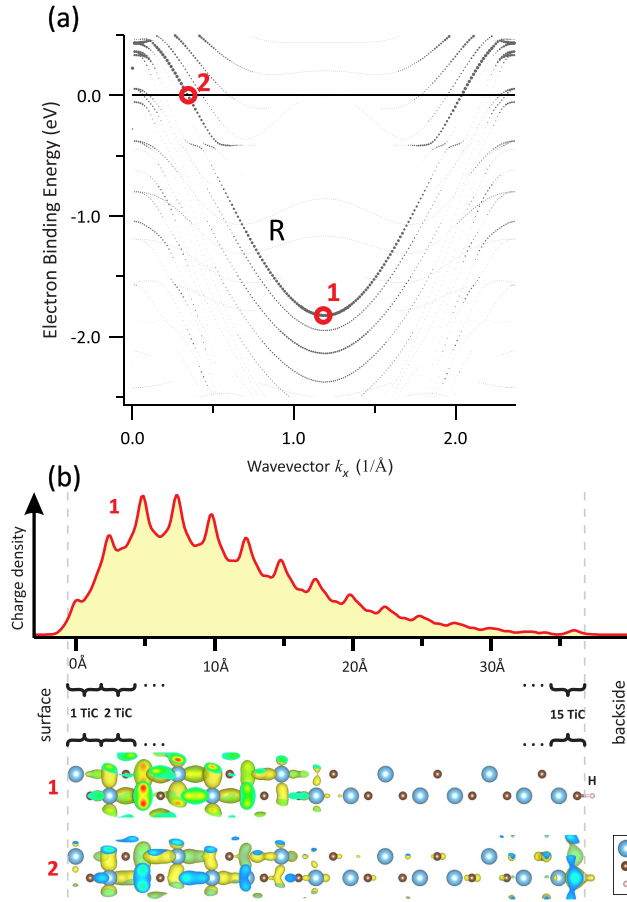 (a)
2
0.0
Electron Binding Energy (eV)
R
-1.0
1
-2.0
0.0 1.0 2.0
Wavevector kₓ (1/Å)
(b)
1
Charge density
0Å 10Å 20Å 30Å
surface
1 TiC 2 TiC ··· ··· 15 TiC
backside
··· ···
1
H
2